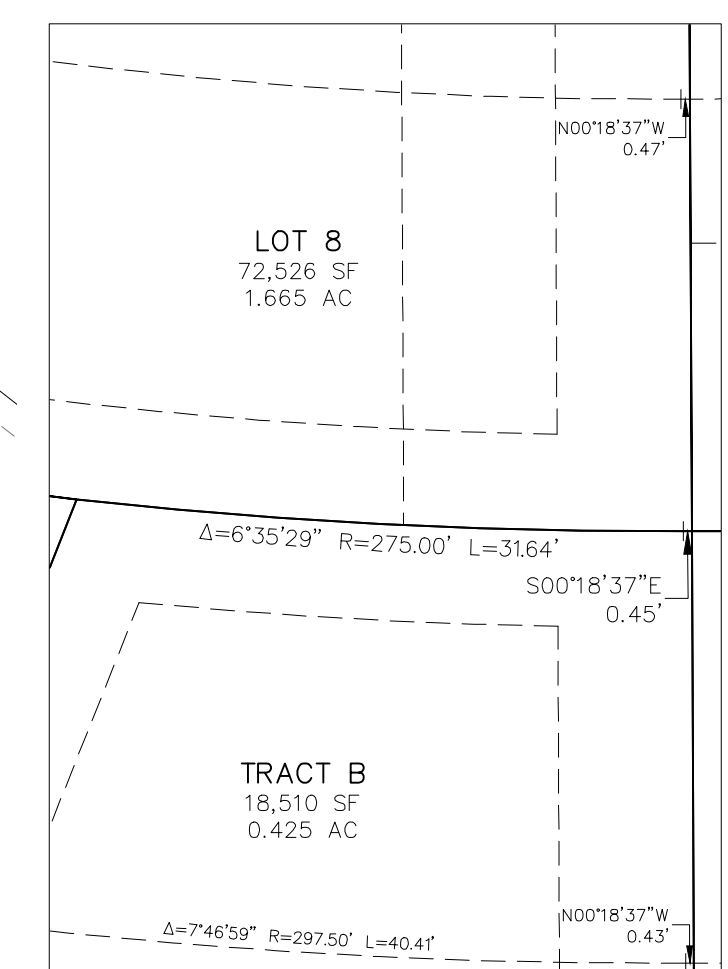 N00°18'37"W
0.47'
LOT 8
72,526 SF
1.665 AC
Δ=6°35'29" R=275.00' L=31.64'
S00°18'37"E
0.45'
TRACT B
18,510 SF
0.425 AC
N00°18'37"W
0.43'
Δ=7°46'59" R=297.50' L=40.41'